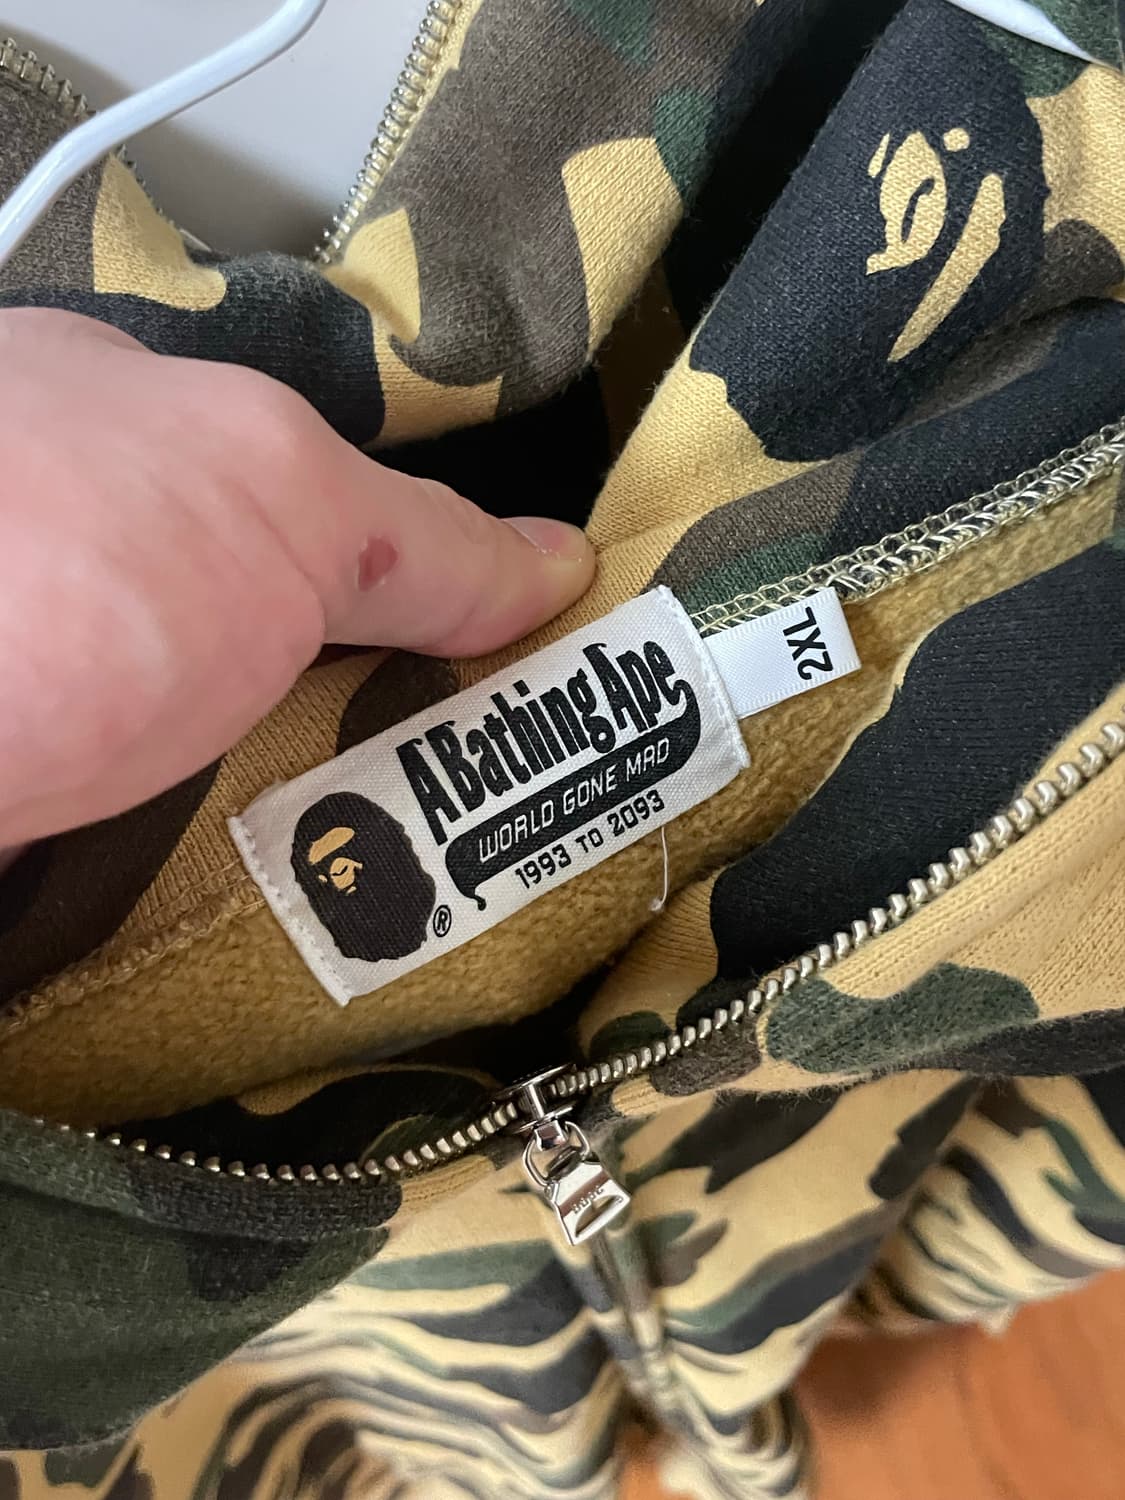 A Bathing Ape
WORLD GONE MAD
1993 TO 2093
®
2XL